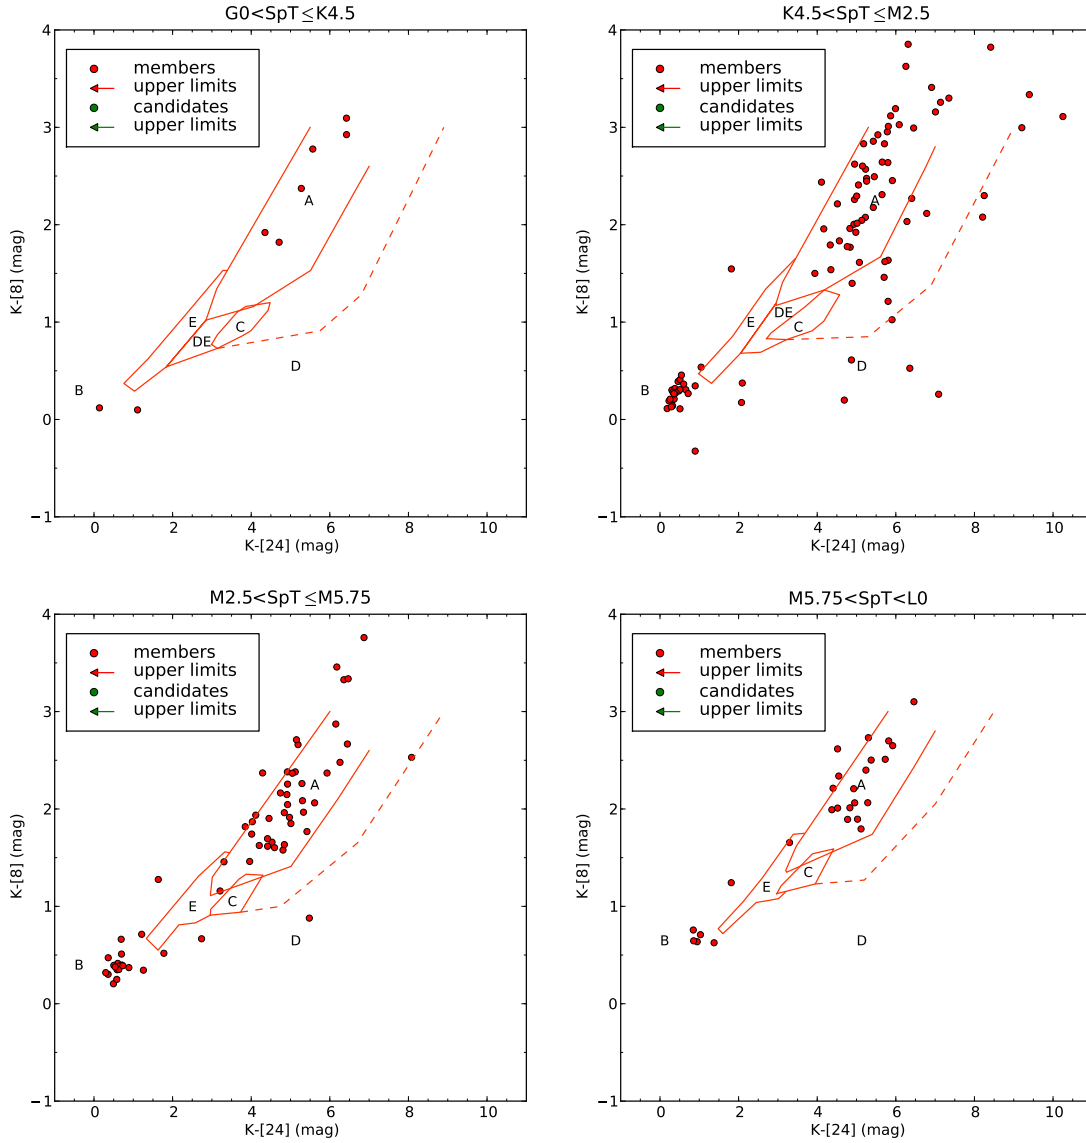 G0<SpT≤K4.5
4
3
2
1
0
−1
K-[8] (mag)
members
upper limits
candidates
upper limits
A
B
C
D
E
DE
0 2 4 6 8 10
K-[24] (mag)
K4.5<SpT≤M2.5
4
3
2
1
0
−1
K-[8] (mag)
members
upper limits
candidates
upper limits
A
B
C
D
E
DE
0 2 4 6 8 10
K-[24] (mag)
M2.5<SpT≤M5.75
4
3
2
1
0
−1
K-[8] (mag)
members
upper limits
candidates
upper limits
A
B
C
D
E
0 2 4 6 8 10
K-[24] (mag)
M5.75<SpT<L0
4
3
2
1
0
−1
K-[8] (mag)
members
upper limits
candidates
upper limits
A
B
C
D
E
0 2 4 6 8 10
K-[24] (mag)